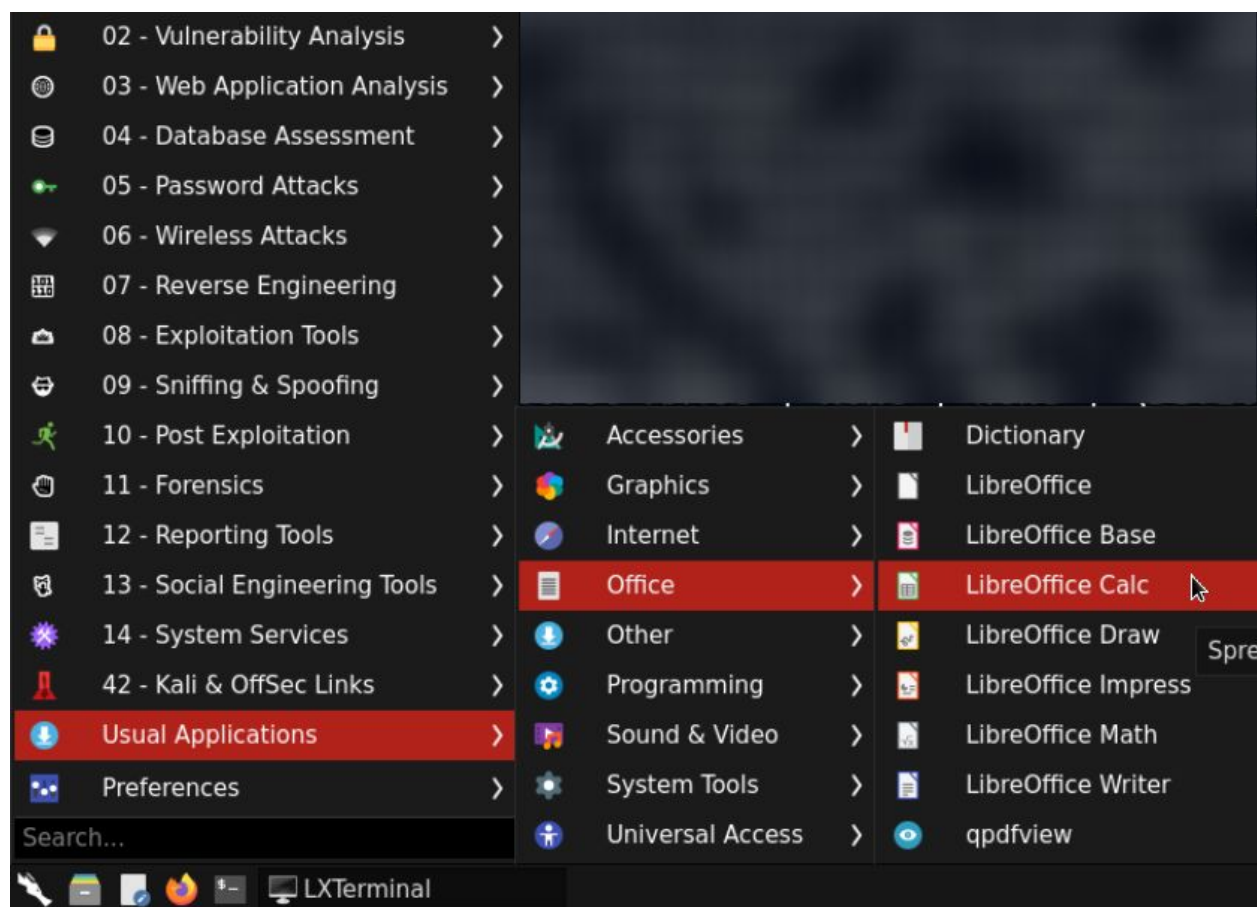 02 - Vulnerability Analysis
03 - Web Application Analysis
04 - Database Assessment
05 - Password Attacks
06 - Wireless Attacks
07 - Reverse Engineering
08 - Exploitation Tools
09 - Sniffing & Spoofing
10 - Post Exploitation
11 - Forensics
12 - Reporting Tools
13 - Social Engineering Tools
14 - System Services
42 - Kali & OffSec Links
Usual Applications
Preferences
Search...
Accessories
Graphics
Internet
Office
Other
Programming
Sound & Video
System Tools
Universal Access
Dictionary
LibreOffice
LibreOffice Base
LibreOffice Calc
LibreOffice Draw
LibreOffice Impress
LibreOffice Math
LibreOffice Writer
qpdfview
Spre
LXTerminal